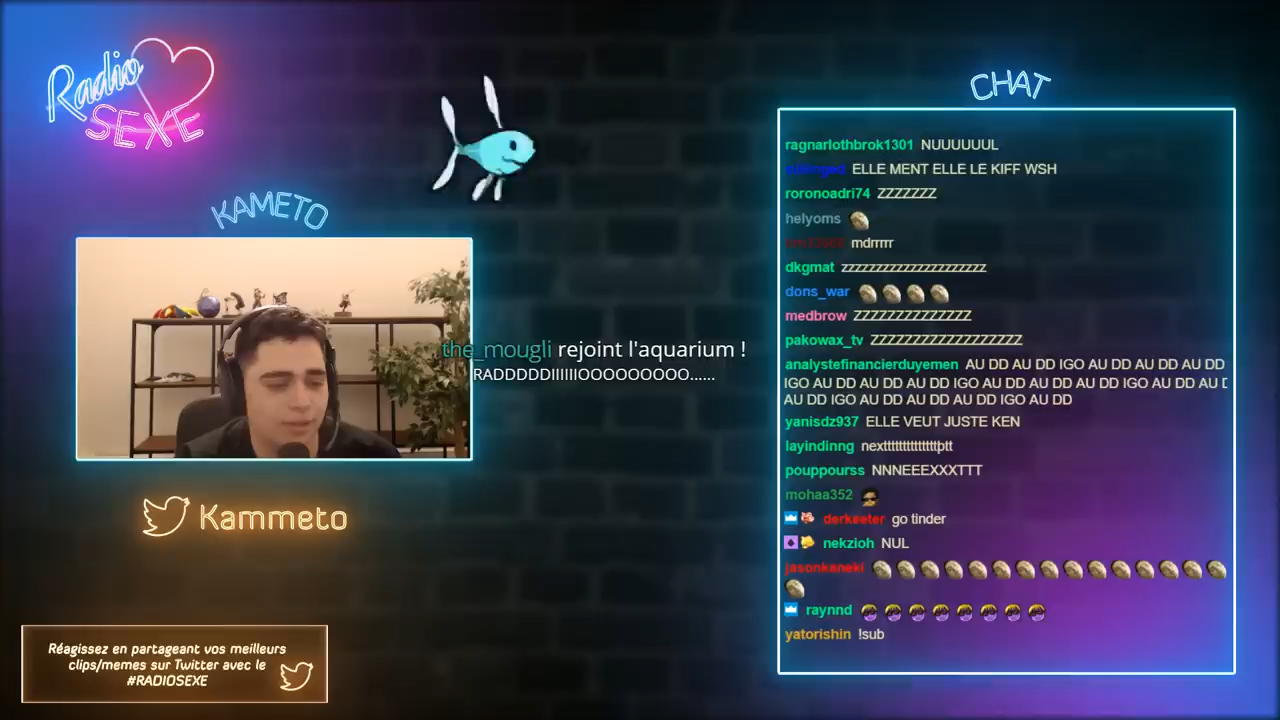 Radio
SEXE
KAMETO
Kammeto
Réagissez en partageant vos meilleurs
clips/memes sur Twitter avec le
#RADIOSEXE
the_mougli rejoint l'aquarium !
RADDDDDIIIIIIOOOOOOOOO......
CHAT
ragnarlothbrok1301 NUUUUUUL
ELLE MENT ELLE LE KIFF WSH
roronoadri74 ZZZZZZZ
helyoms
mdrrrrr
dkgmat zzzzzzzzzzzzzzzzzzzzz
dons_war
medbrow ZZZZZZZZZZZZZZ
pakowax_tv ZZZZZZZZZZZZZZZZZZ
analystefinancierduyemen AU DD AU DD IGO AU DD AU DD AU DD
IGO AU DD AU DD AU DD IGO AU DD AU DD AU DD IGO AU DD AU D
AU DD IGO AU DD AU DD AU DD IGO AU DD
yanisdz937 ELLE VEUT JUSTE KEN
layindinng nextttttttttttttttþtt
pouppourss NNNEEEXXXTTT
mohaa352
derkeeter go tinder
nekzioh NUL
jasonkaneki
raynnd
yatorishin !sub